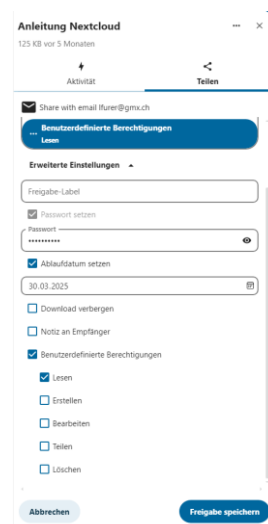 Anleitung Nextcloud
125 KB vor 5 Monaten
Aktivität
Teilen
Share with email lfurer@gmx.ch
Benutzerdefinierte Berechtigungen
Lesen
Erweiterte Einstellungen
Freigabe-Label
Passwort setzen
Passwort
••••••••••
Ablaufdatum setzen
30.03.2025
Download verbergen
Notiz an Empfänger
Benutzerdefinierte Berechtigungen
Lesen
Erstellen
Bearbeiten
Teilen
Löschen
Abbrechen
Freigabe speichern